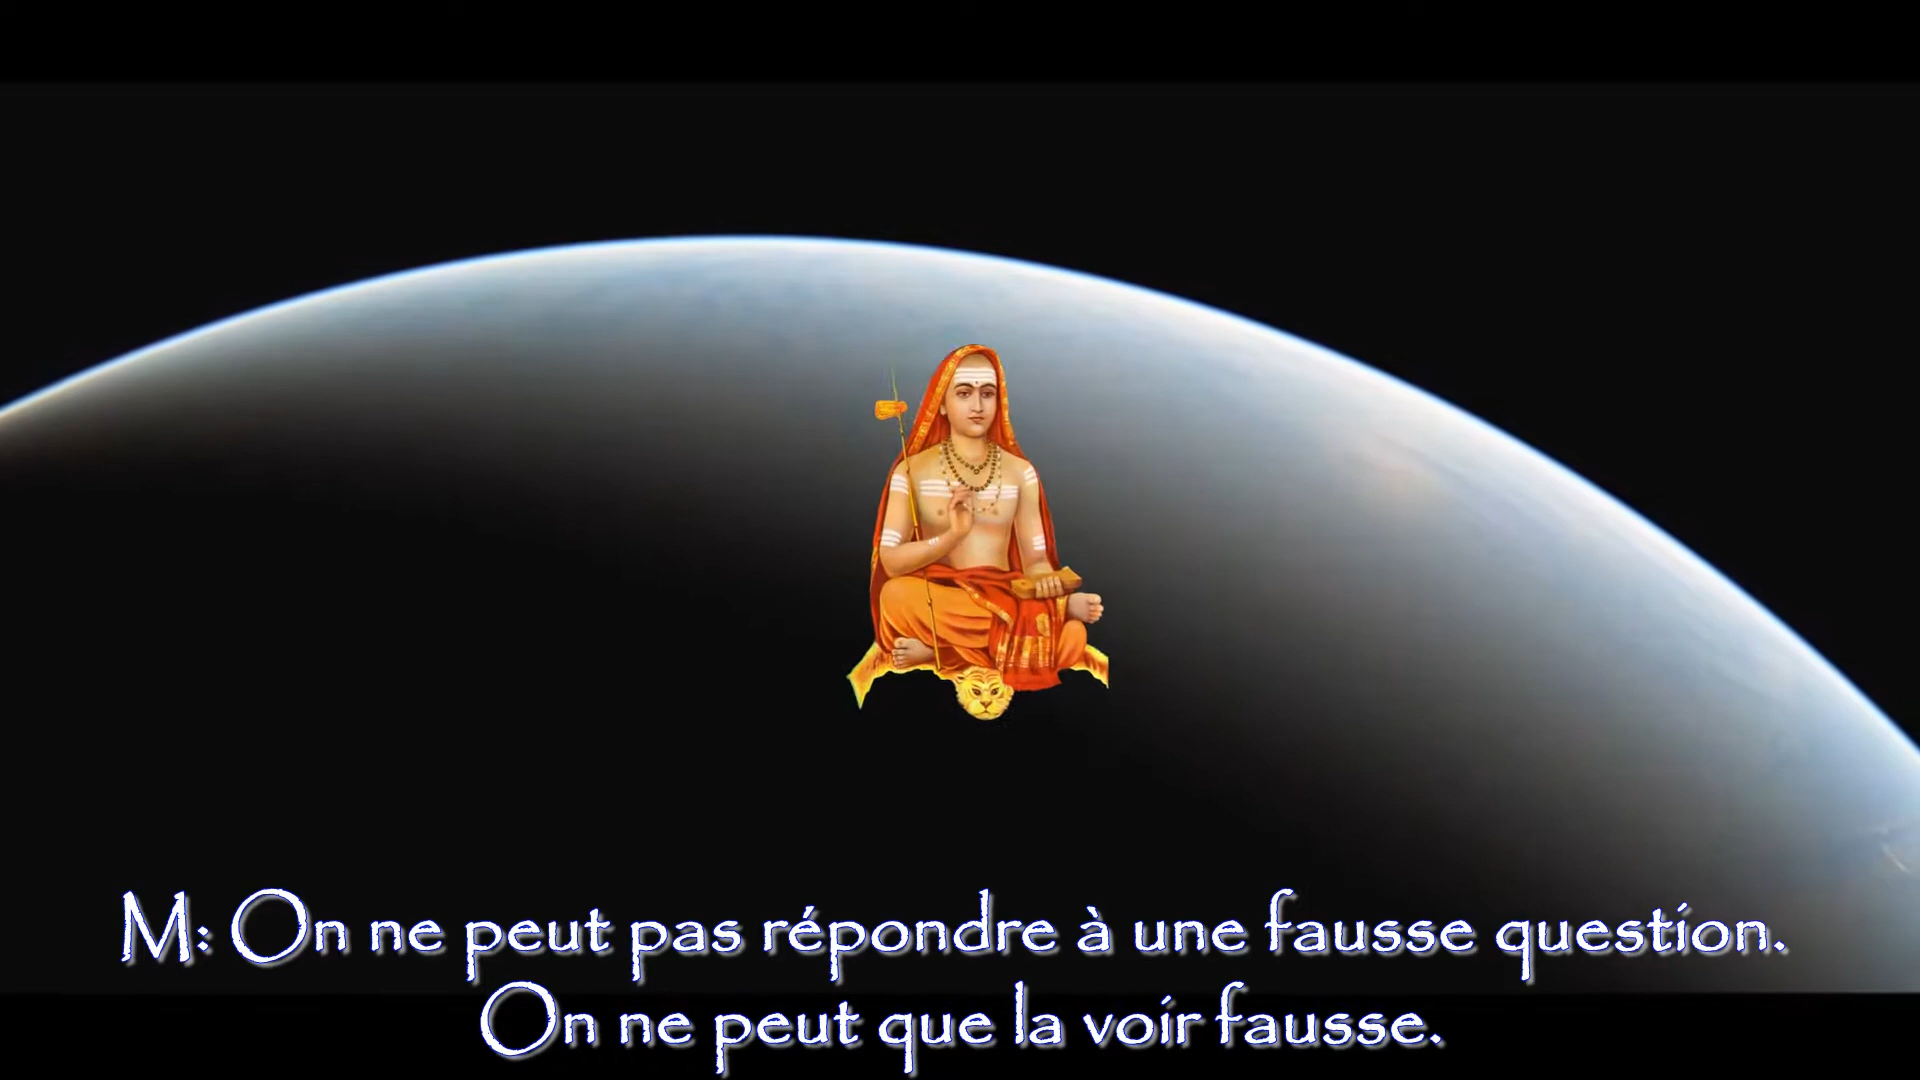 M: On ne peut pas répondre à une fausse question.
On ne peut que la voir fausse.